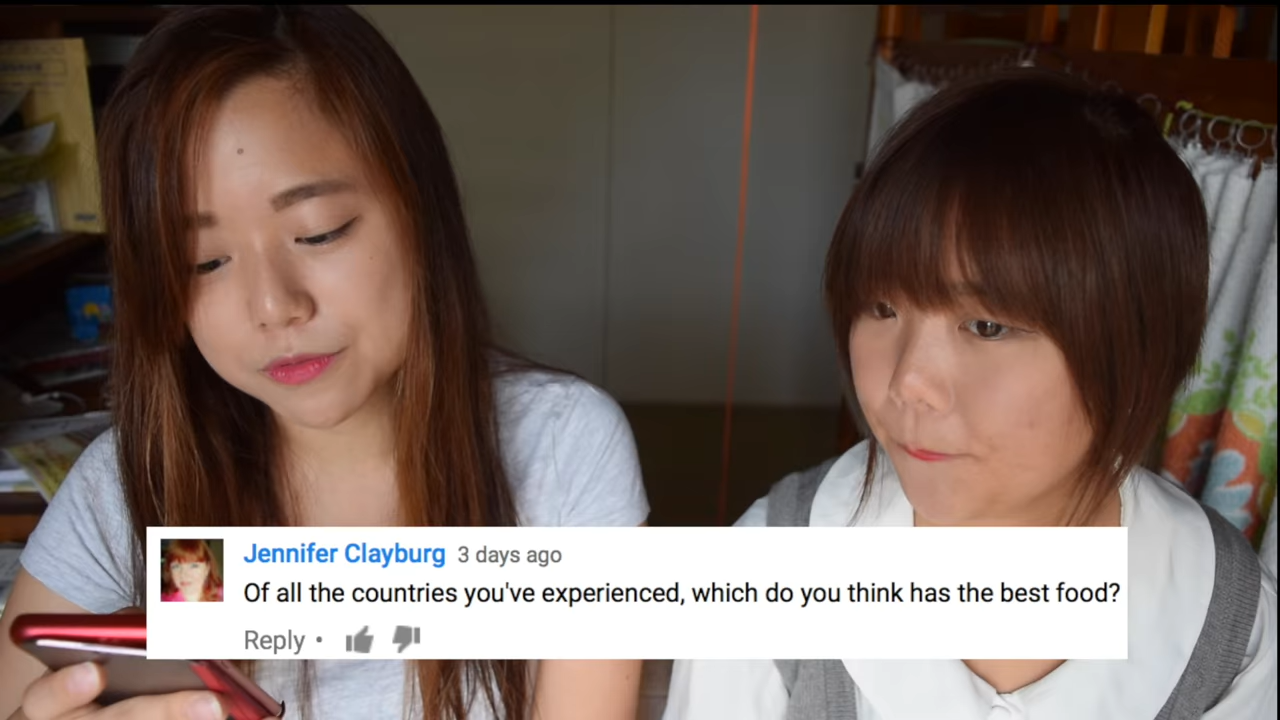 Jennifer Clayburg 3 days ago
Of all the countries you've experienced, which do you think has the best food?
Reply •